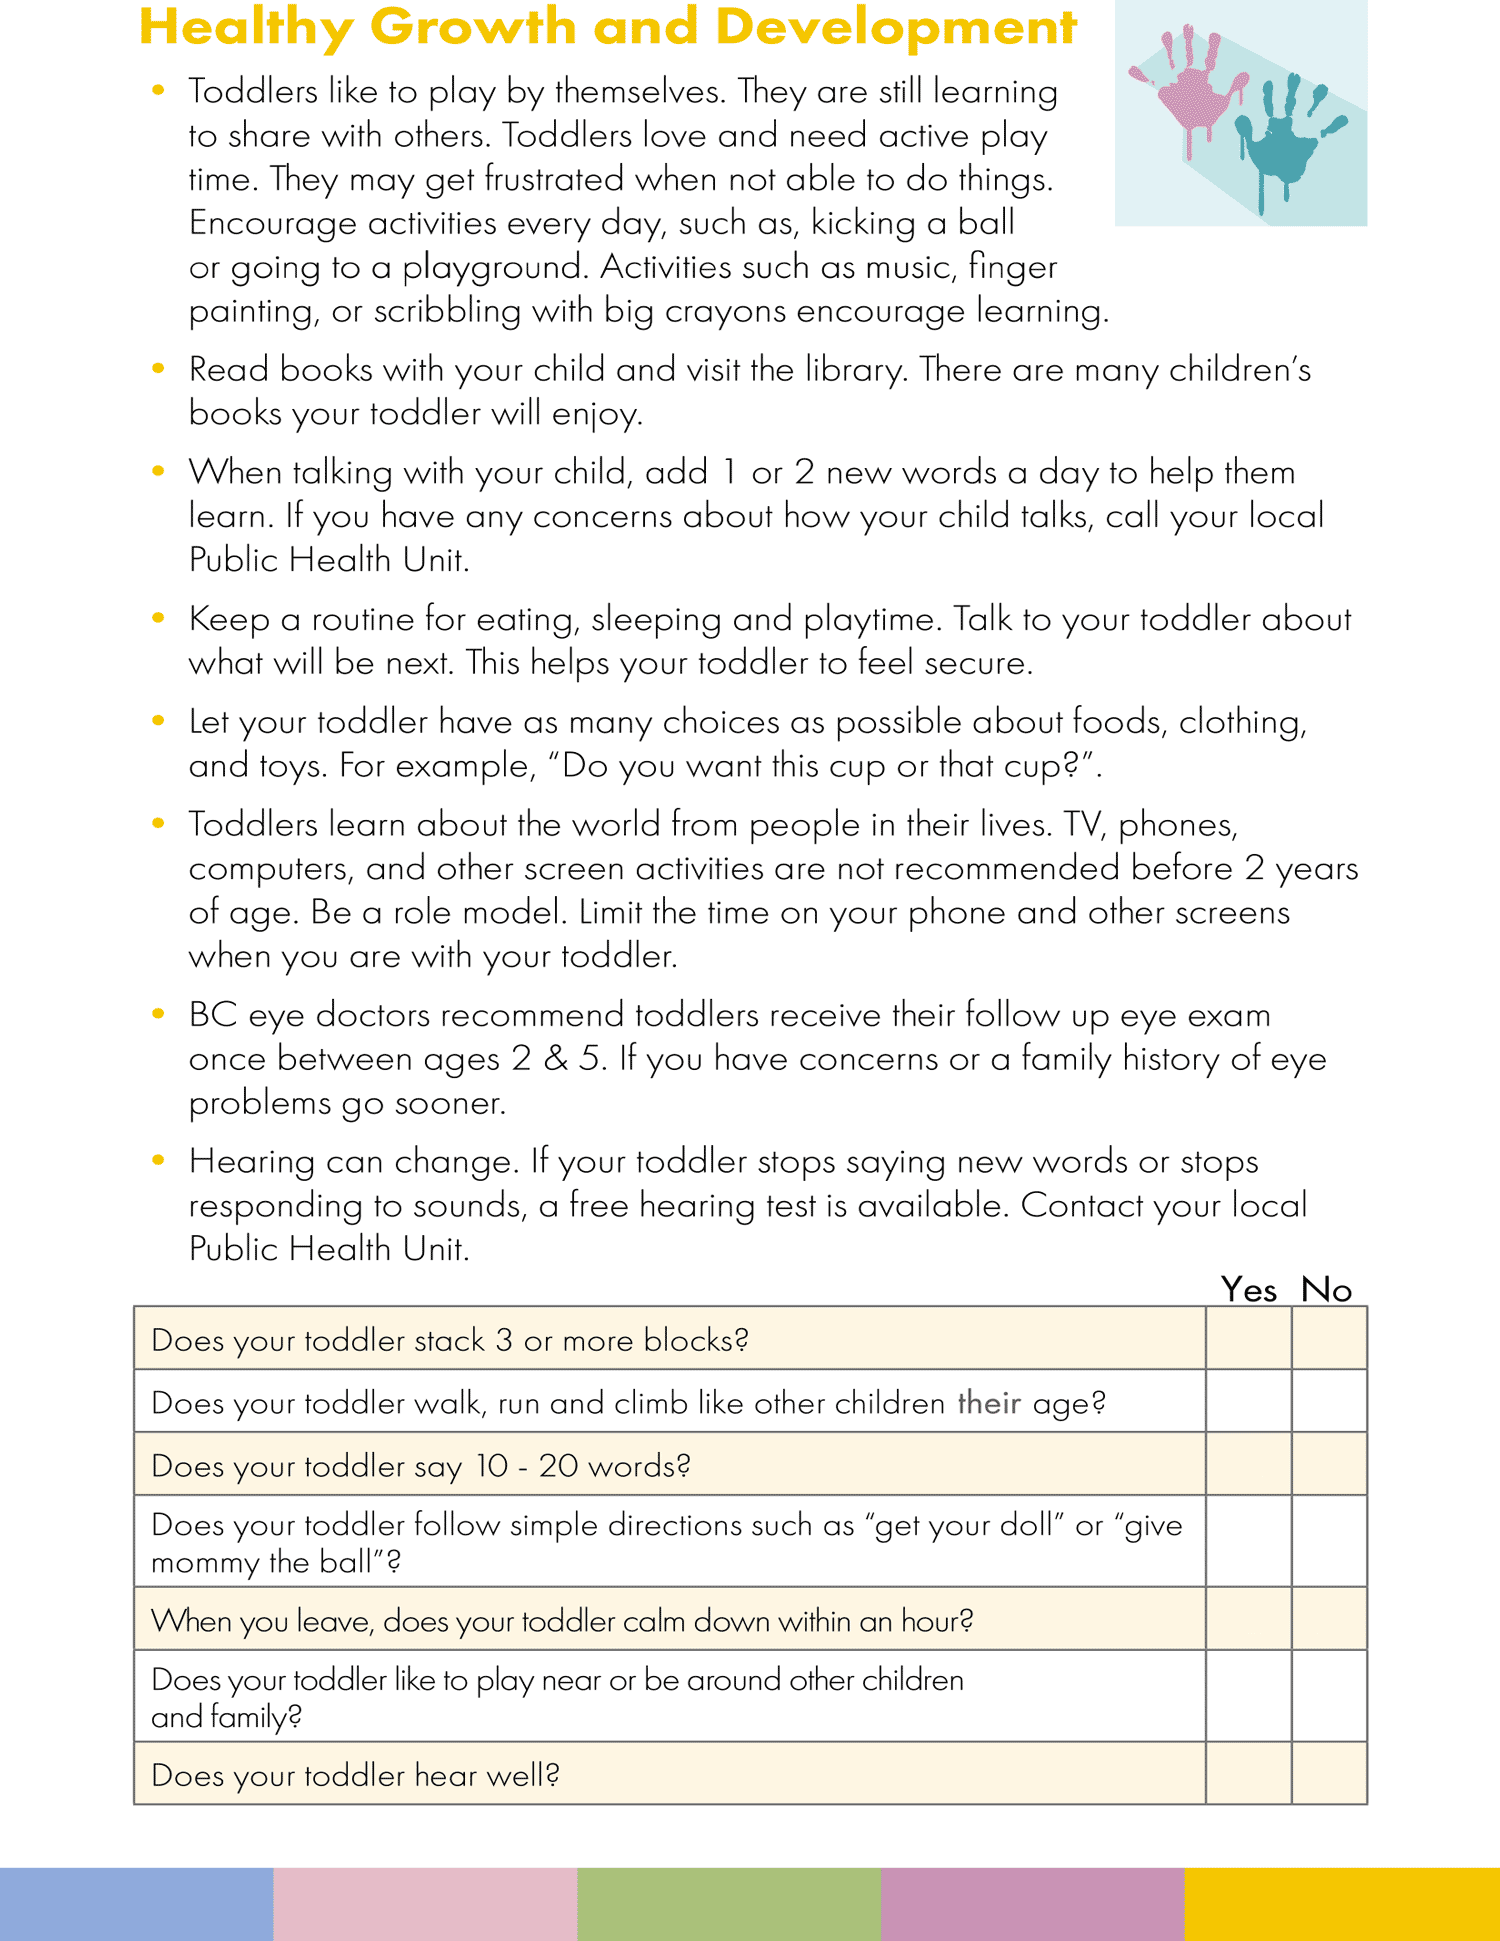 Healthy Growth and Development
• Toddlers like to play by themselves. They are still learning
to share with others. Toddlers love and need active play
time. They may get frustrated when not able to do things.
Encourage activities every day, such as, kicking a ball
or going to a playground. Activities such as music, finger
painting, or scribbling with big crayons encourage learning.
• Read books with your child and visit the library. There are many children’s
books your toddler will enjoy.
• When talking with your child, add 1 or 2 new words a day to help them
learn. If you have any concerns about how your child talks, call your local
Public Health Unit.
• Keep a routine for eating, sleeping and playtime. Talk to your toddler about
what will be next. This helps your toddler to feel secure.
• Let your toddler have as many choices as possible about foods, clothing,
and toys. For example, “Do you want this cup or that cup?”.
• Toddlers learn about the world from people in their lives. TV, phones,
computers, and other screen activities are not recommended before 2 years
of age. Be a role model. Limit the time on your phone and other screens
when you are with your toddler.
• BC eye doctors recommend toddlers receive their follow up eye exam
once between ages 2 & 5. If you have concerns or a family history of eye
problems go sooner.
• Hearing can change. If your toddler stops saying new words or stops
responding to sounds, a free hearing test is available. Contact your local
Public Health Unit.
Yes No
Does your toddler stack 3 or more blocks?
Does your toddler walk, run and climb like other children their age?
Does your toddler say 10 - 20 words?
Does your toddler follow simple directions such as “get your doll” or “give
mommy the ball”?
When you leave, does your toddler calm down within an hour?
Does your toddler like to play near or be around other children
and family?
Does your toddler hear well?